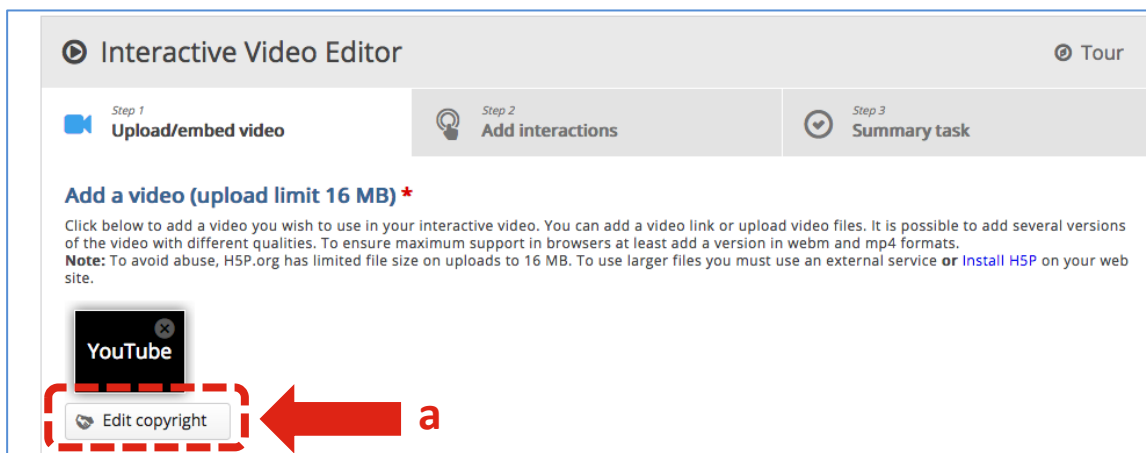 Interactive Video Editor
Tour
Step 1
Upload/embed video
Step 2
Add interactions
Step 3
Summary task
Add a video (upload limit 16 MB) *
Click below to add a video you wish to use in your interactive video. You can add a video link or upload video files. It is possible to add several versions
of the video with different qualities. To ensure maximum support in browsers at least add a version in webm and mp4 formats.
Note: To avoid abuse, H5P.org has limited file size on uploads to 16 MB. To use larger files you must use an external service or Install H5P on your web
site.
YouTube
Edit copyright
a